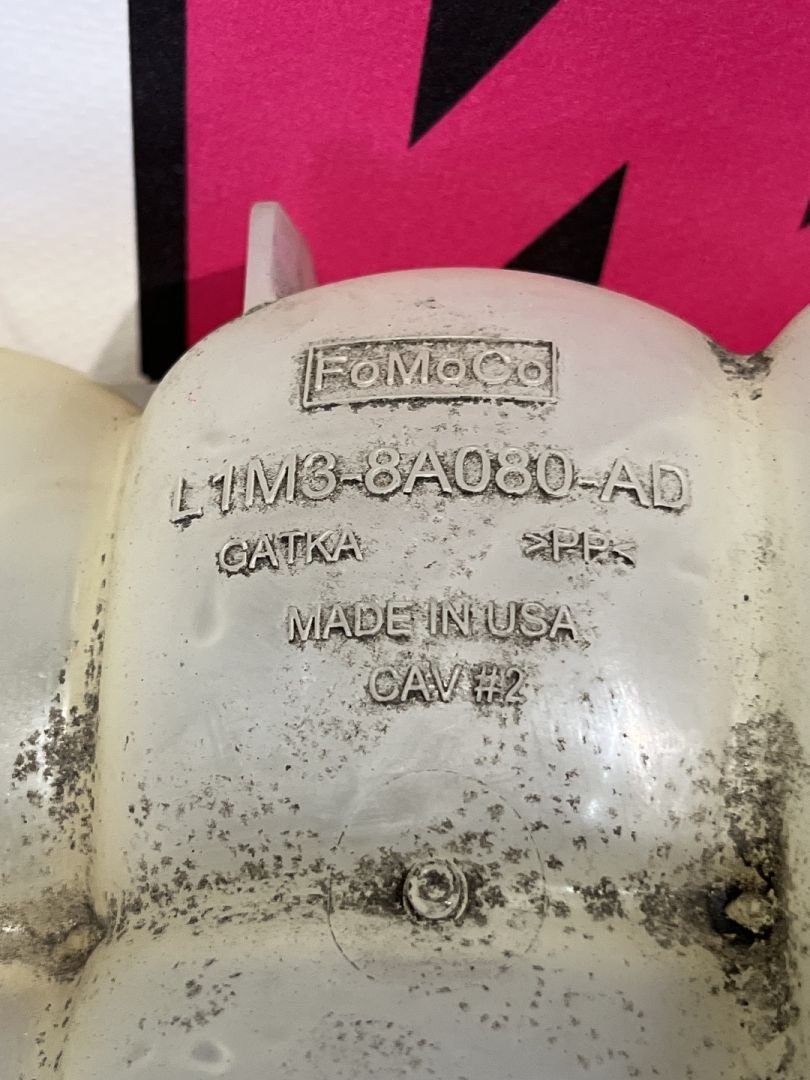 FoMoCo
L1M3-8A080-AD
GATKA >PP<
MADE IN USA
CAV #2